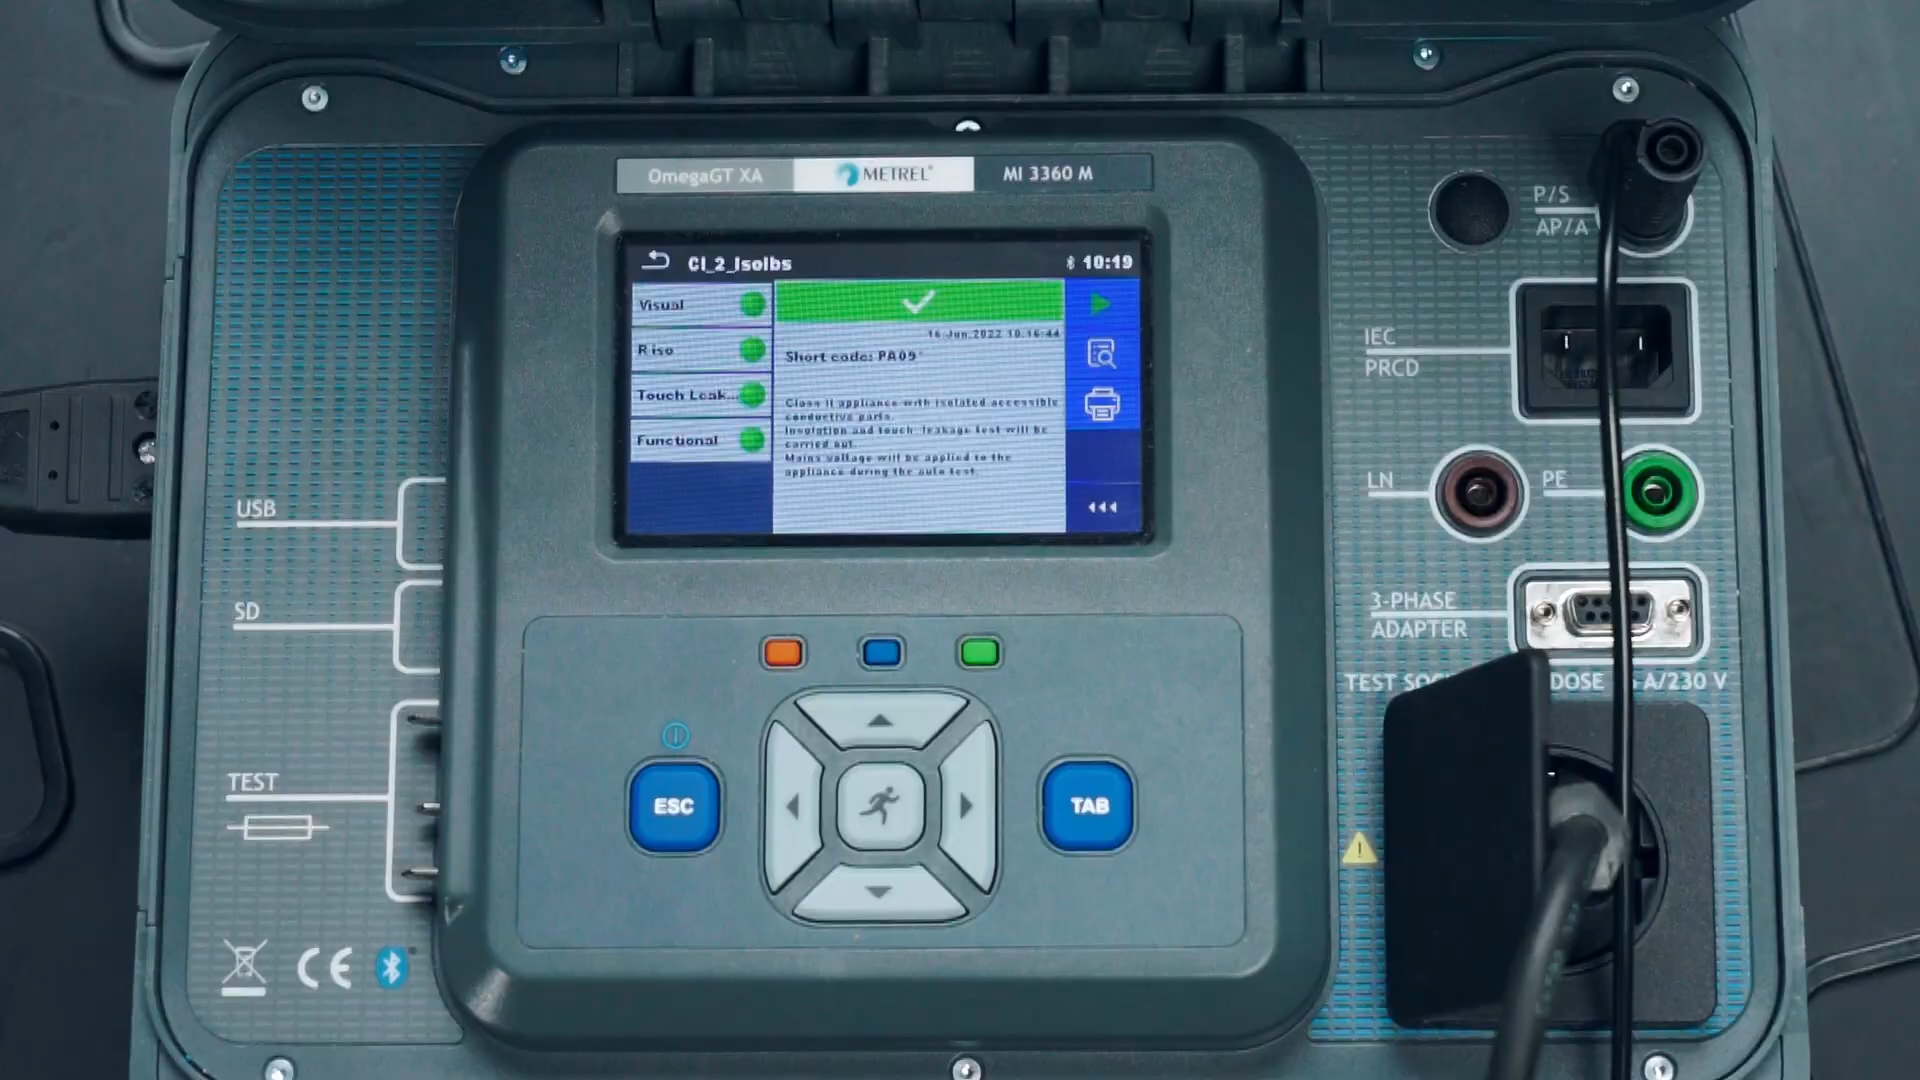 OmegaGT XA METREL® MI 3360 M
Cl_2_Isolbs 10:19
Visual
R iso
Touch Leak...
Functional
16.Jun.2022 10:16:44
Short code: PA09
Class II appliance with isolated accessible
conductive parts.
Insulation and touch leakage test will be
carried out.
Mains voltage will be applied to the
appliance during the auto test.
USB
SD
TEST
CE
ESC
TAB
P/S
AP/A
IEC
PRCD
LN
PE
3-PHASE
ADAPTER
TEST DOSE A/230 V